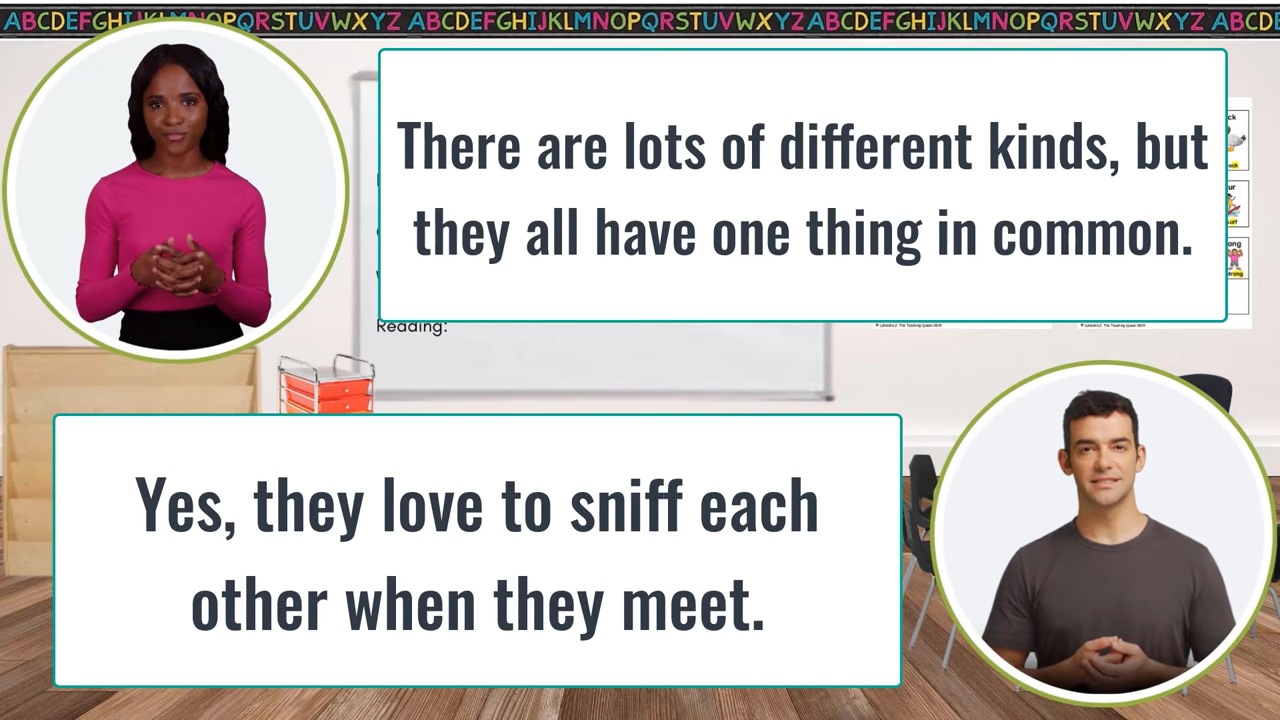 ABCDEFGHIJKLMNOPQRSTUVWXYZ ABCDEFGHIJKLMNOPQRSTUVWXYZ ABCDEFGHIJKLMNOPQRSTUVWXYZ ABCD
There are lots of different kinds, but
they all have one thing in common.
Reading:
Yes, they love to sniff each
other when they meet.